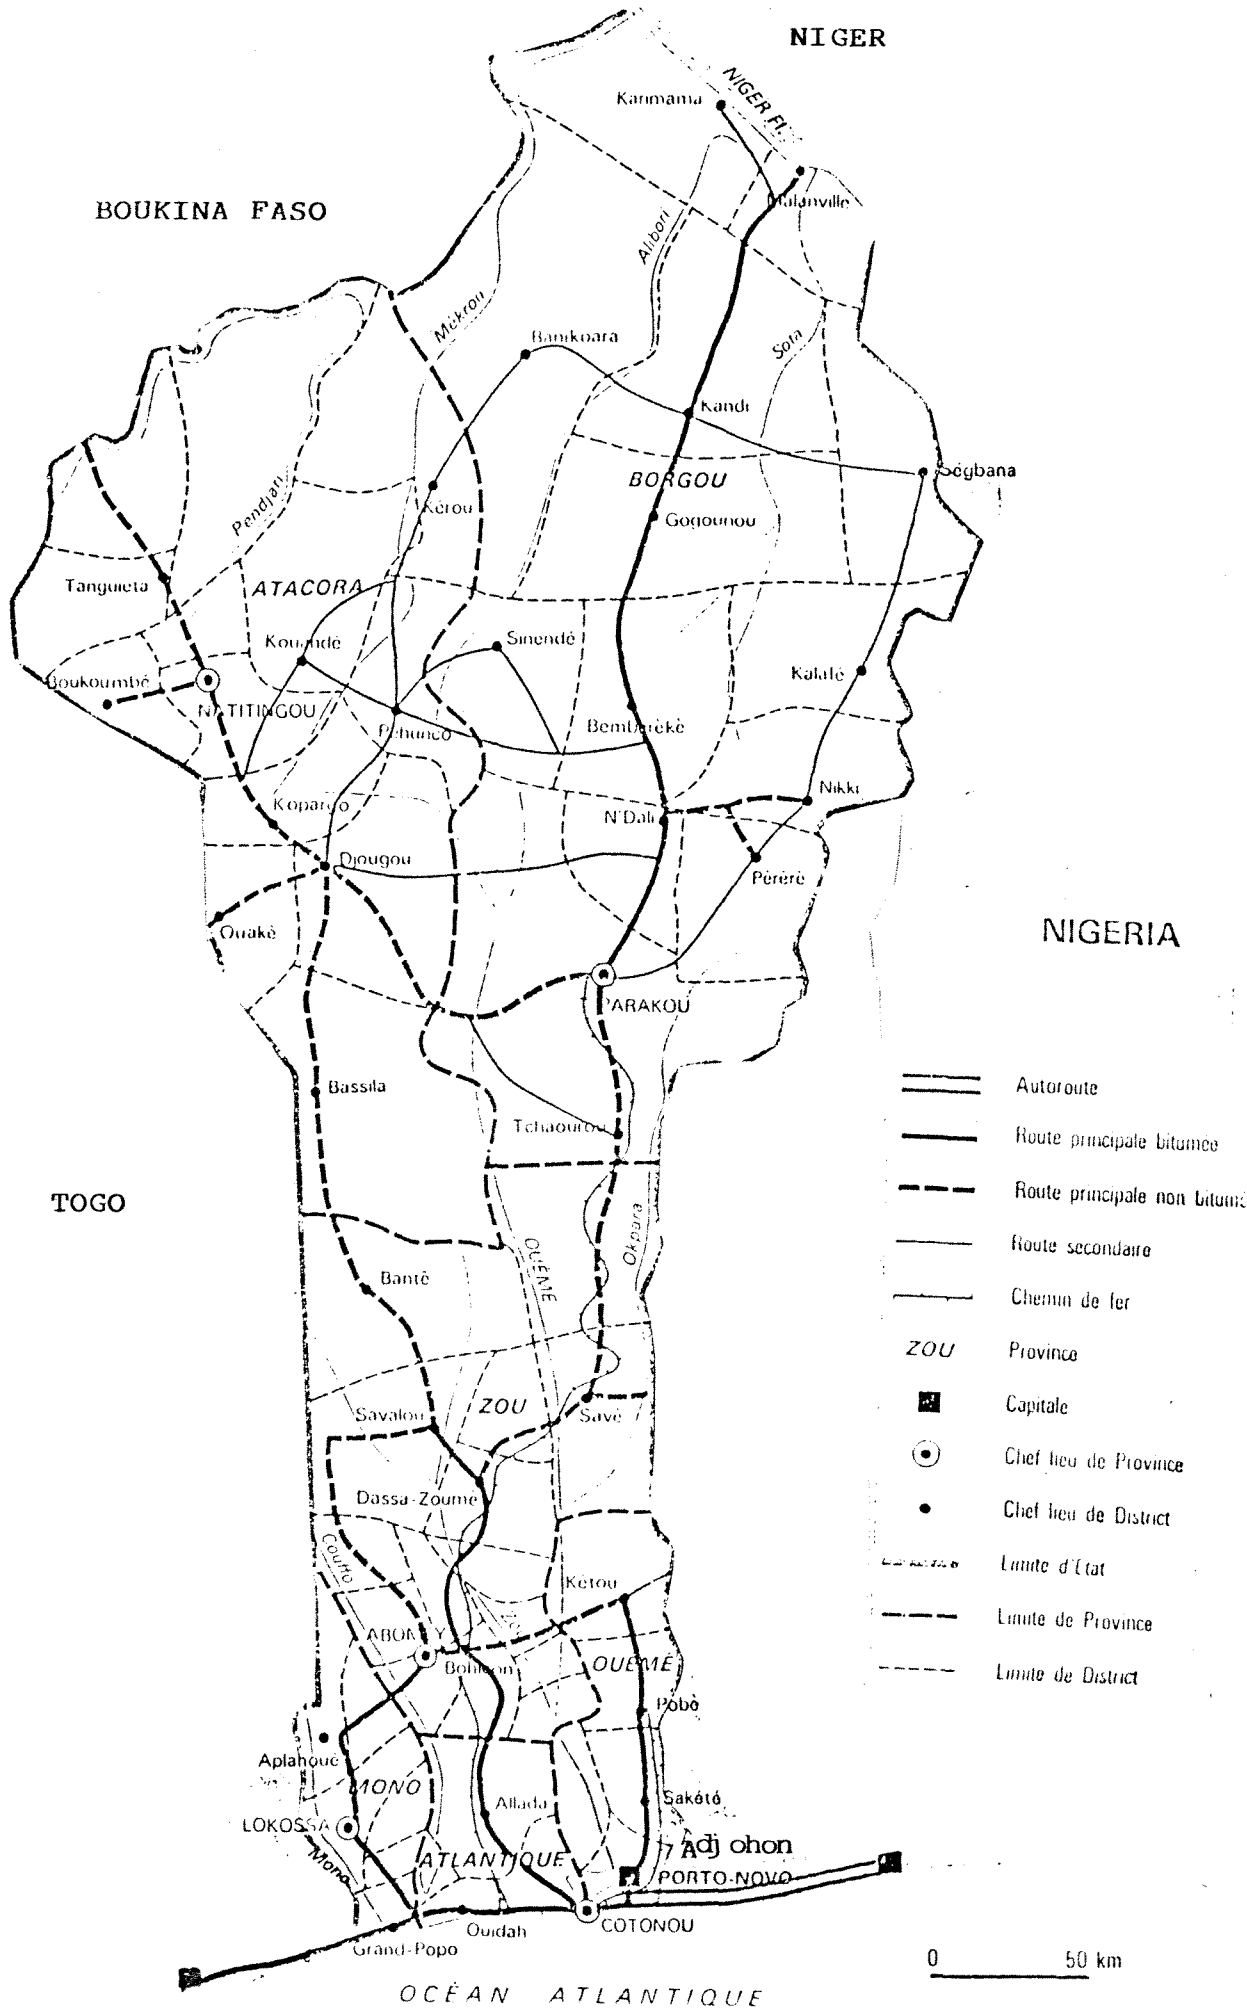 NIGER
NIGER FL.
Karimama
Malanville
BOUKINA FASO
Alibori
Mékrou
Sota
Banikoara
Kandi
Ségbana
BORGOU
Pendjari
Kérou
Gogounou
Tanguieta
ATACORA
Kouandé
Sinendé
Boukoumbé
Kalalé
NATITINGOU
Péhunco
Bembèrèkè
Nikki
Kopargo
N'Dali
Djougou
Pèrèrè
Ouaké
NIGERIA
PARAKOU
Bassila
Autoroute
Tchaourou
Route principale bitumée
TOGO
Route principale non bitumé
Okpara
OUÉMÉ
Route secondaire
Bantè
Chemin de fer
ZOU
Province
ZOU
Savalou
Savè
Capitale
Chef lieu de Province
Dassa-Zoumé
Chef lieu de District
Couffo
Limite d'Etat
Kétou
Limite de Province
ABOMEY
Bohicon
OUÉMÉ
Limite de District
Pobè
Aplahoué
MONO
Allada
Sakété
LOKOSSA
Adj ohon
Mono
ATLANTIQUE
PORTO-NOVO
Ouidah
COTONOU
Grand-Popo
0 50 km
OCÉAN ATLANTIQUE